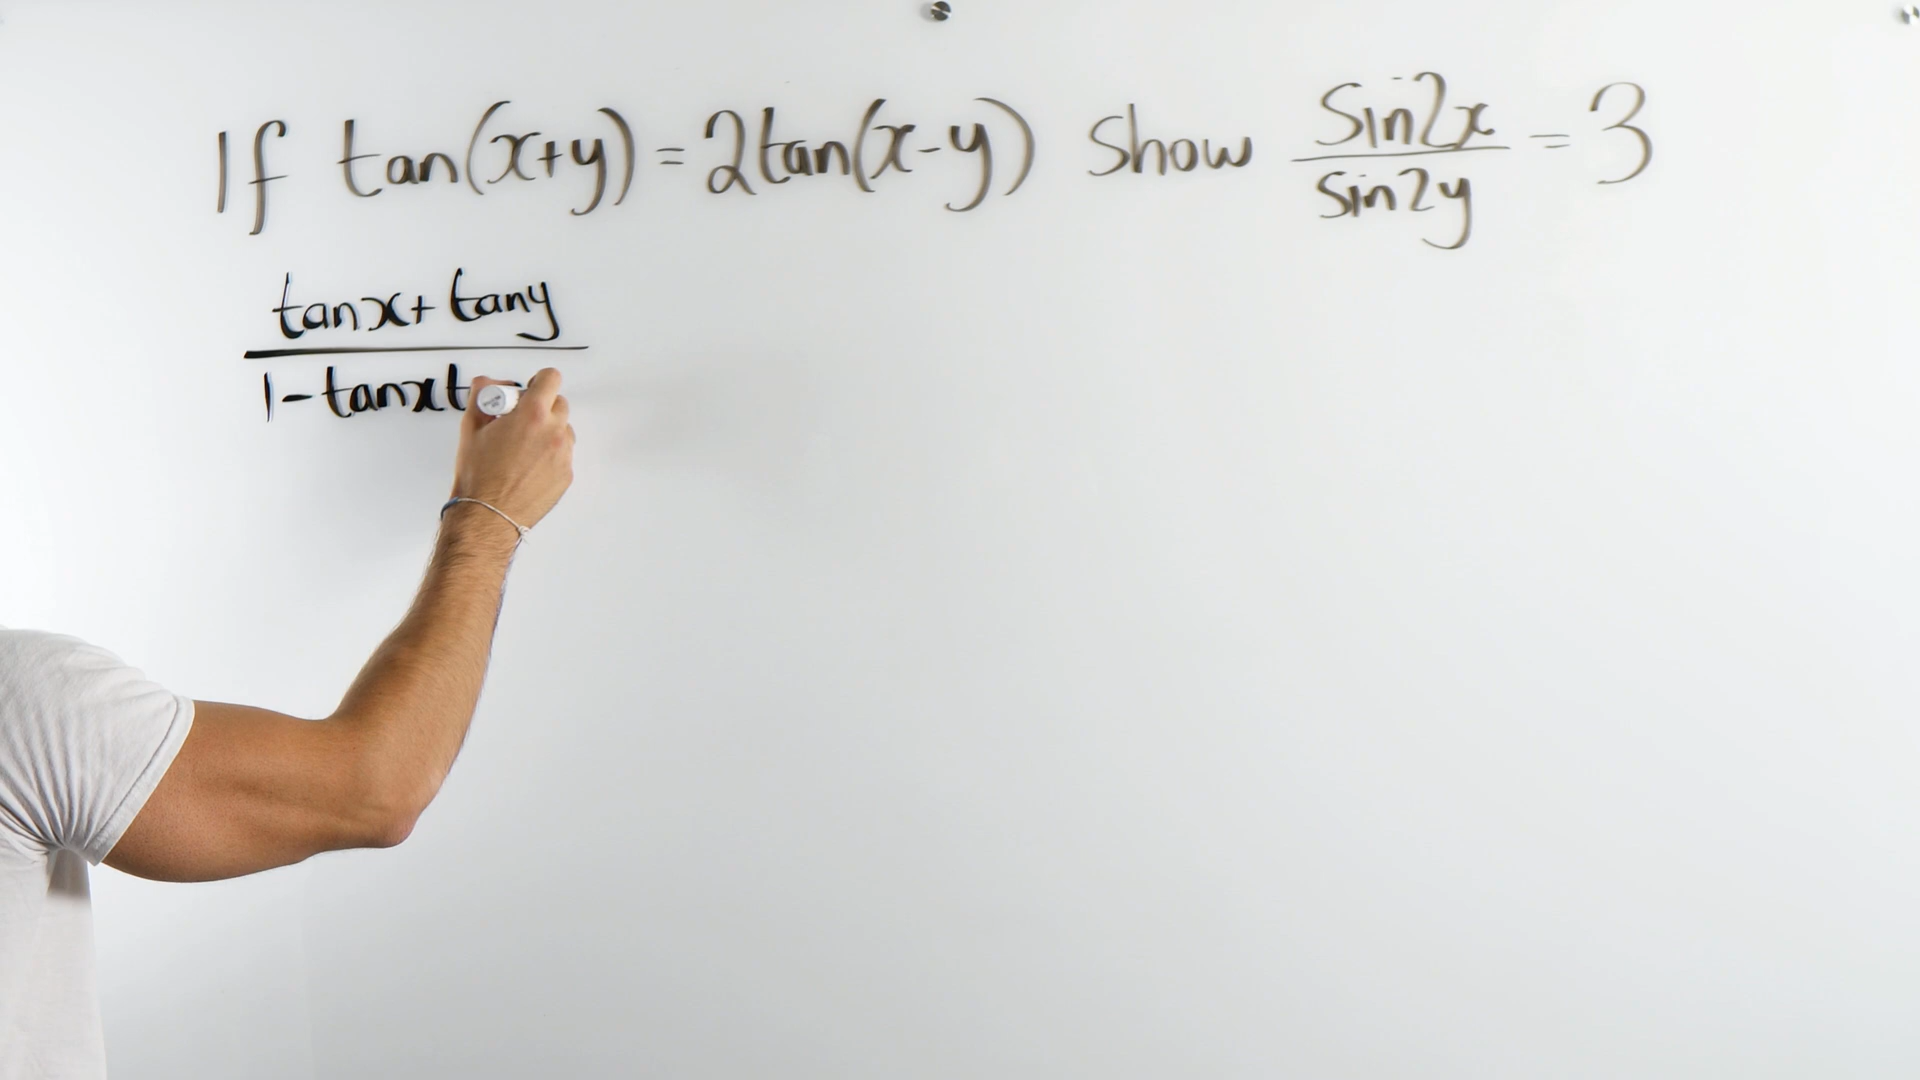 If tan(x+y) = 2tan(x-y) Show sin2x/sin2y = 3
tanx + tany
1 - tanx t